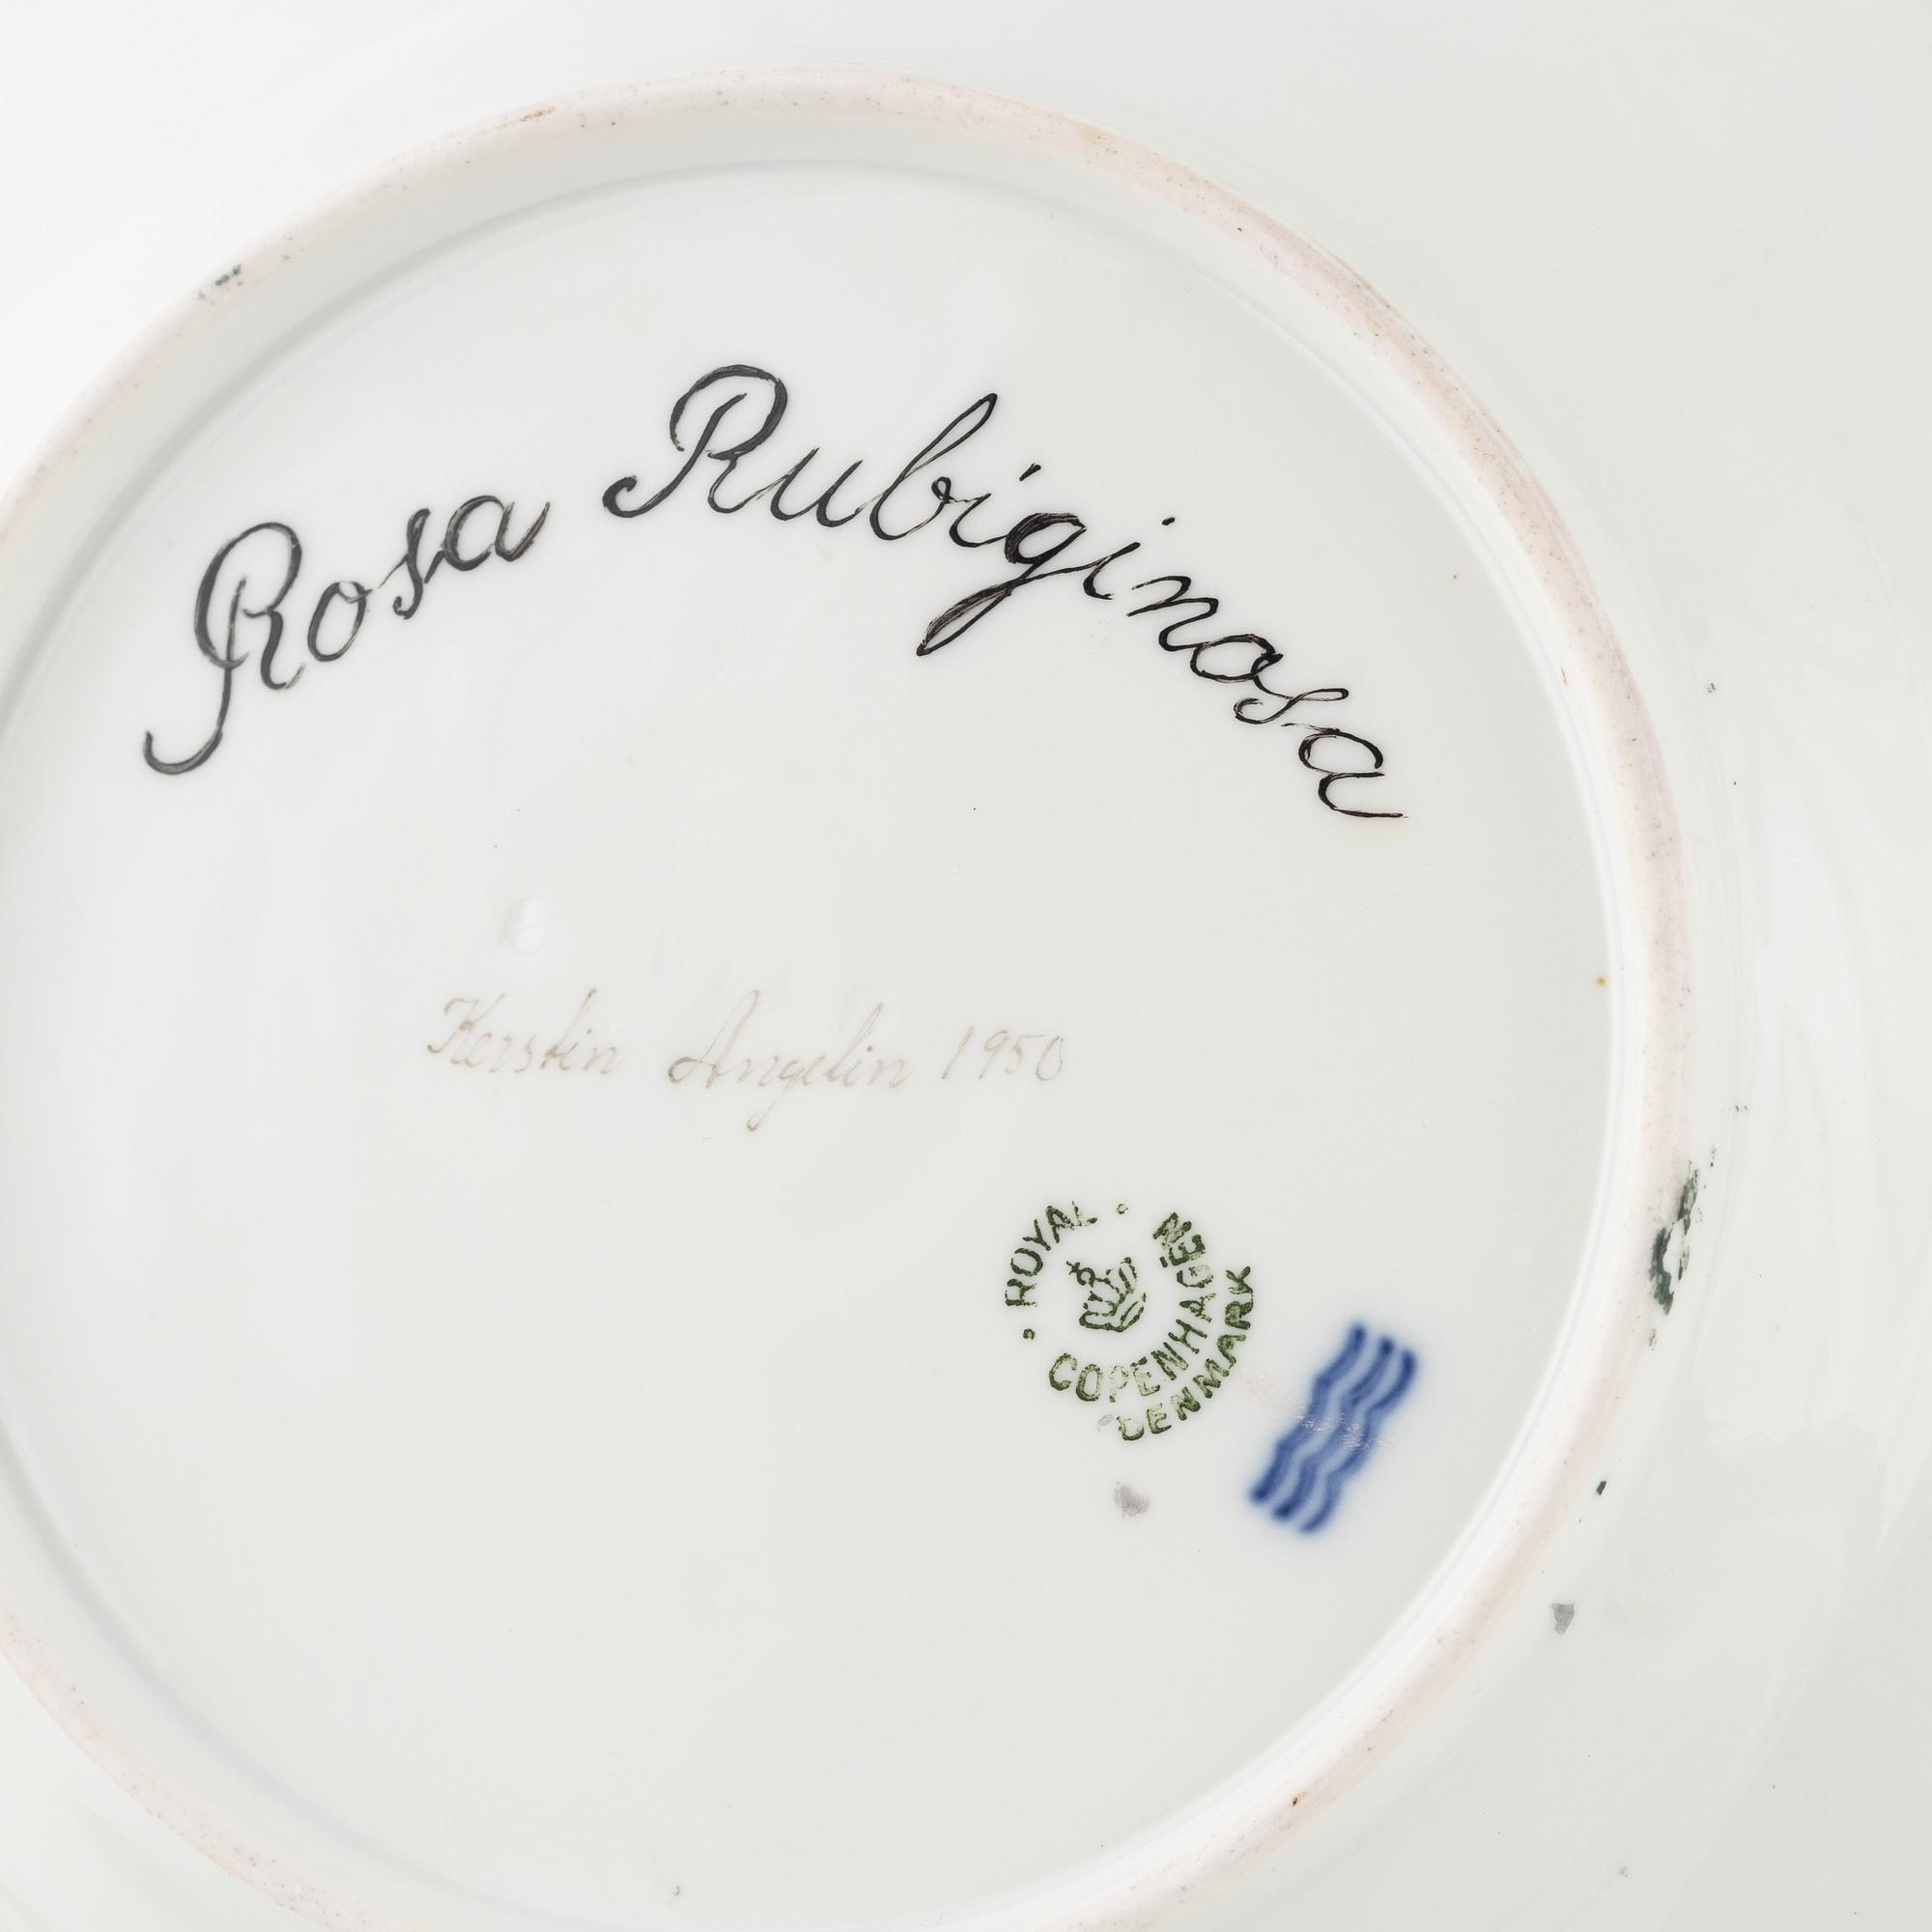 Rosa Rubiginosa
Kerstin Angelin 1950
ROYAL
COPENHAGEN
DENMARK